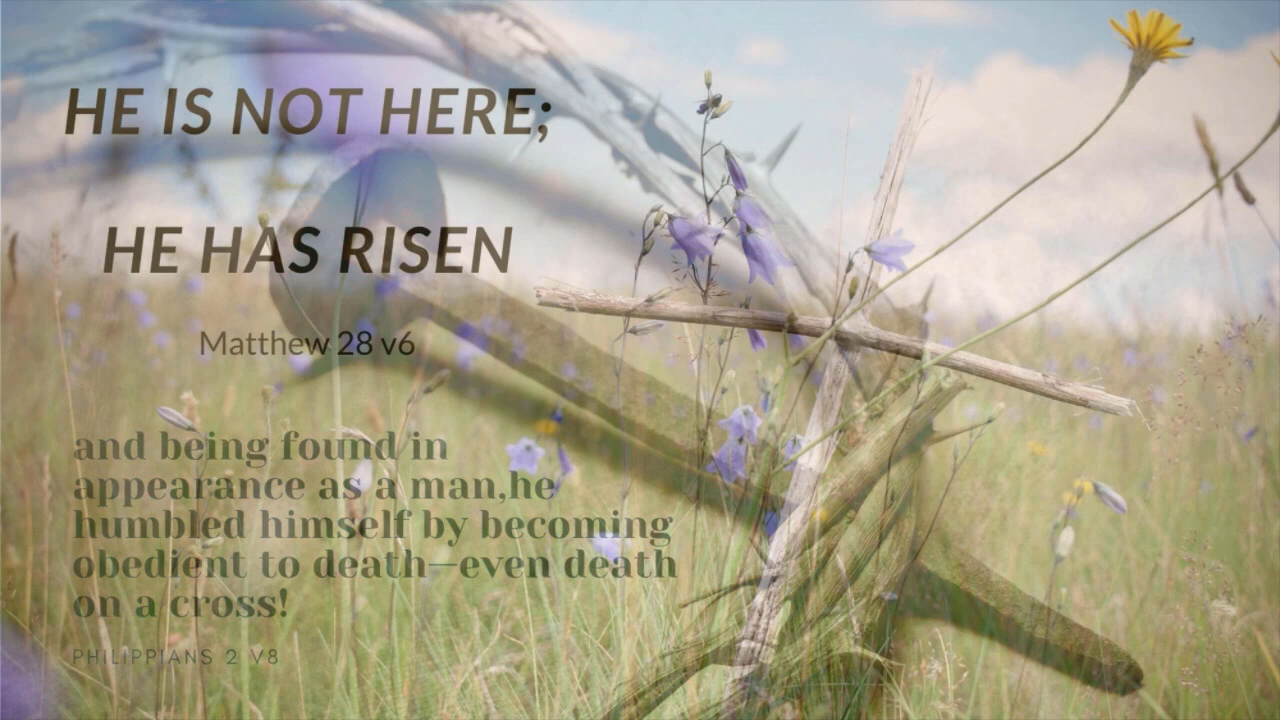 HE IS NOT HERE;
HE HAS RISEN
Matthew 28 v6
and being found in
appearance as a man,he
humbled himself by becoming
obedient to death—even death
on a cross!
PHILIPPIANS 2 V8